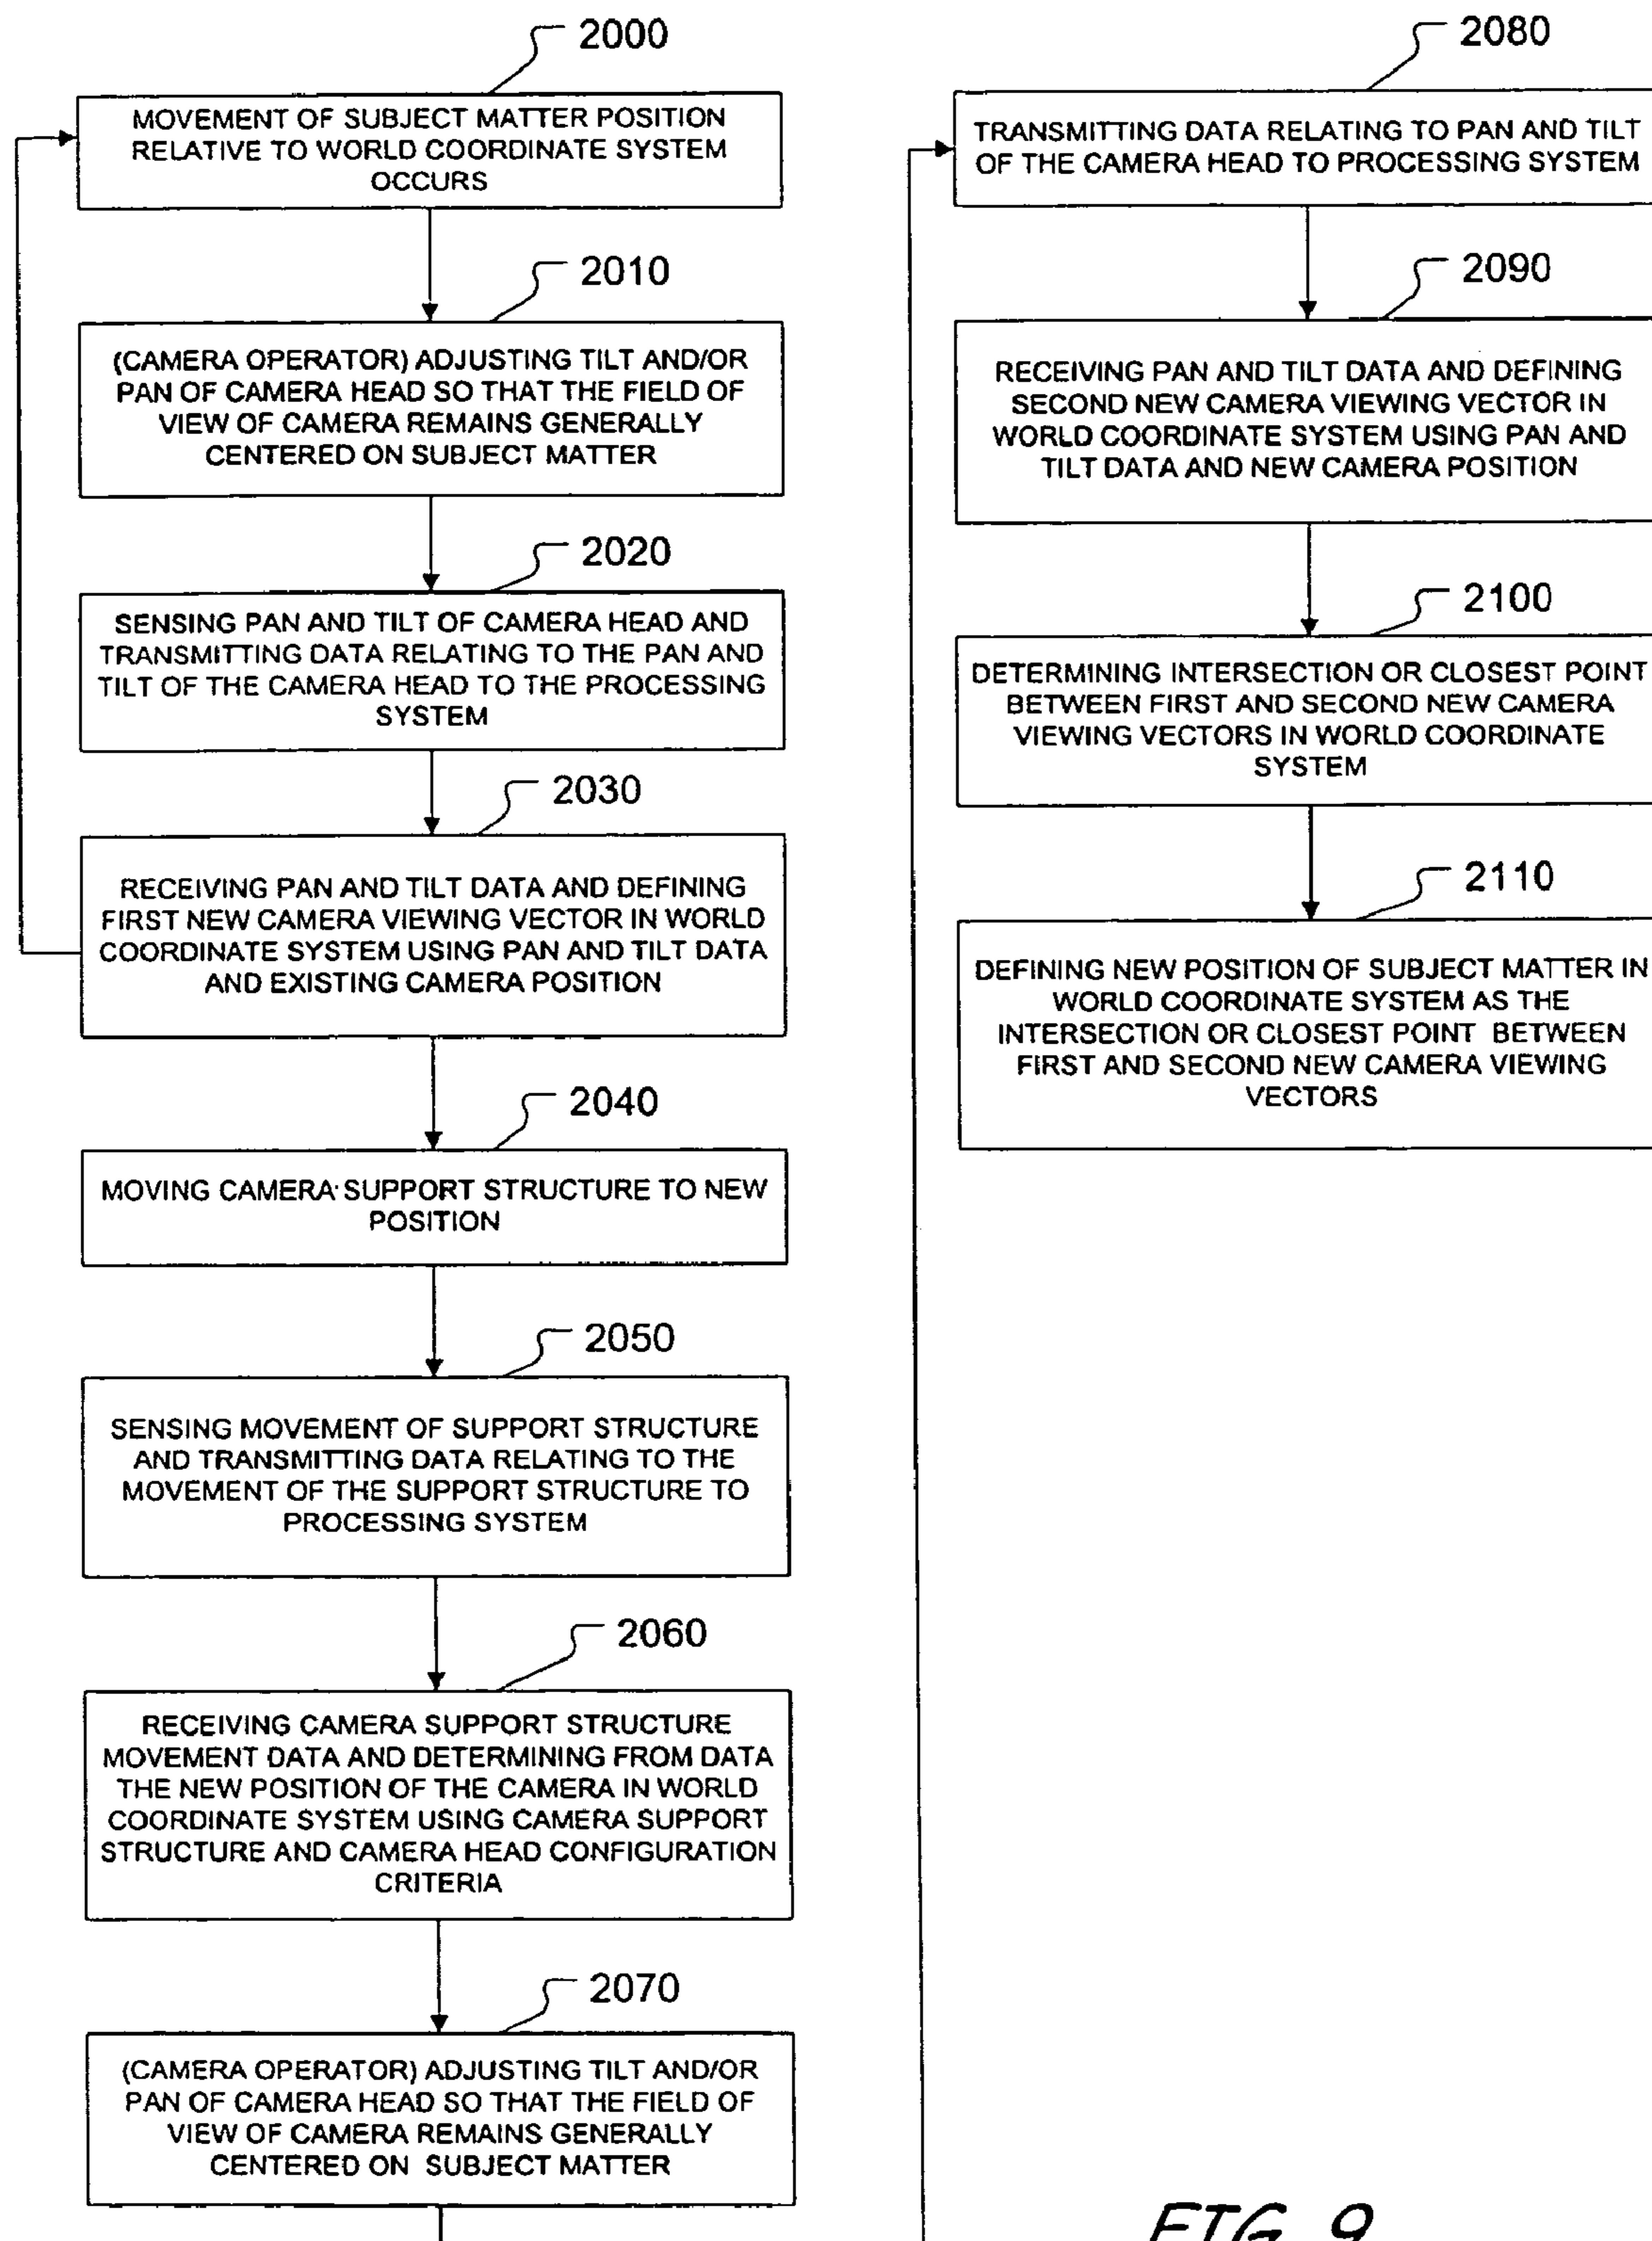 2000
MOVEMENT OF SUBJECT MATTER POSITION
RELATIVE TO WORLD COORDINATE SYSTEM
OCCURS
2010
(CAMERA OPERATOR) ADJUSTING TILT AND/OR
PAN OF CAMERA HEAD SO THAT THE FIELD OF
VIEW OF CAMERA REMAINS GENERALLY
CENTERED ON SUBJECT MATTER
2020
SENSING PAN AND TILT OF CAMERA HEAD AND
TRANSMITTING DATA RELATING TO THE PAN AND
TILT OF THE CAMERA HEAD TO THE PROCESSING
SYSTEM
2030
RECEIVING PAN AND TILT DATA AND DEFINING
FIRST NEW CAMERA VIEWING VECTOR IN WORLD
COORDINATE SYSTEM USING PAN AND TILT DATA
AND EXISTING CAMERA POSITION
2040
MOVING CAMERA SUPPORT STRUCTURE TO NEW
POSITION
2050
SENSING MOVEMENT OF SUPPORT STRUCTURE
AND TRANSMITTING DATA RELATING TO THE
MOVEMENT OF THE SUPPORT STRUCTURE TO
PROCESSING SYSTEM
2060
RECEIVING CAMERA SUPPORT STRUCTURE
MOVEMENT DATA AND DETERMINING FROM DATA
THE NEW POSITION OF THE CAMERA IN WORLD
COORDINATE SYSTEM USING CAMERA SUPPORT
STRUCTURE AND CAMERA HEAD CONFIGURATION
CRITERIA
2070
(CAMERA OPERATOR) ADJUSTING TILT AND/OR
PAN OF CAMERA HEAD SO THAT THE FIELD OF
VIEW OF CAMERA REMAINS GENERALLY
CENTERED ON SUBJECT MATTER
2080
TRANSMITTING DATA RELATING TO PAN AND TILT
OF THE CAMERA HEAD TO PROCESSING SYSTEM
2090
RECEIVING PAN AND TILT DATA AND DEFINING
SECOND NEW CAMERA VIEWING VECTOR IN
WORLD COORDINATE SYSTEM USING PAN AND
TILT DATA AND NEW CAMERA POSITION
2100
DETERMINING INTERSECTION OR CLOSEST POINT
BETWEEN FIRST AND SECOND NEW CAMERA
VIEWING VECTORS IN WORLD COORDINATE
SYSTEM
2110
DEFINING NEW POSITION OF SUBJECT MATTER IN
WORLD COORDINATE SYSTEM AS THE
INTERSECTION OR CLOSEST POINT BETWEEN
FIRST AND SECOND NEW CAMERA VIEWING
VECTORS
FIG. 9